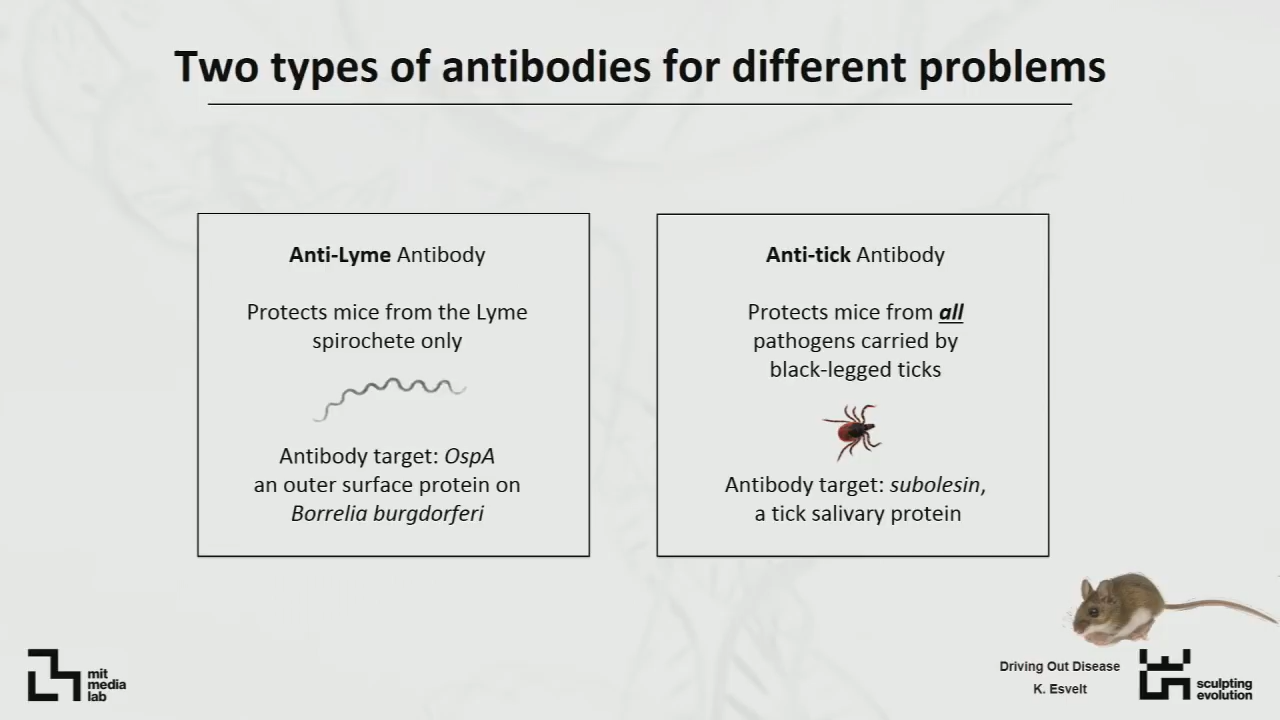 Two types of antibodies for different problems
Anti-Lyme Antibody
Protects mice from the Lyme
spirochete only
Antibody target: OspA
an outer surface protein on
Borrelia burgdorferi
Anti-tick Antibody
Protects mice from all
pathogens carried by
black-legged ticks
Antibody target: subolesin,
a tick salivary protein
mit
media
lab
Driving Out Disease
K. Esvelt
sculpting
evolution